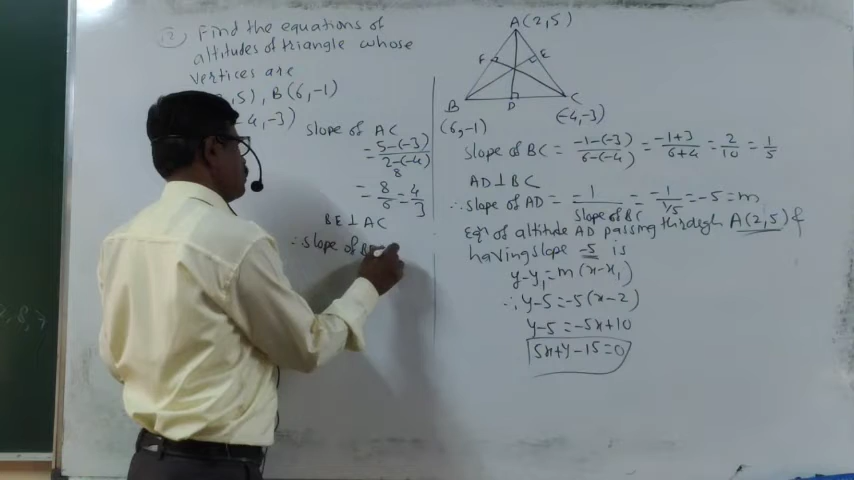 12) Find the equations of
altitudes of triangle whose
vertices are
,5), B(6,-1)
4,-3)
slope of AC
= 5-(-3) / 2-(-4)
8
= 8/6 = 4/3
BE ⊥ AC
∴ slope of BE
A(2,5)
F E
B D C
(6,-1) (-4,-3)
slope of BC = -1-(-3) / 6-(-4) = -1+3 / 6+4 = 2/10 = 1/5
AD ⊥ BC
∴ slope of AD = -1 / slope of BC = -1 / 1/5 = -5 = m
Eqn of altitude AD passing through A(2,5) &
having slope -5 is
y-y₁ = m(x-x₁)
∴ y-5 = -5(x-2)
y-5 = -5x+10
5x+y-15=0